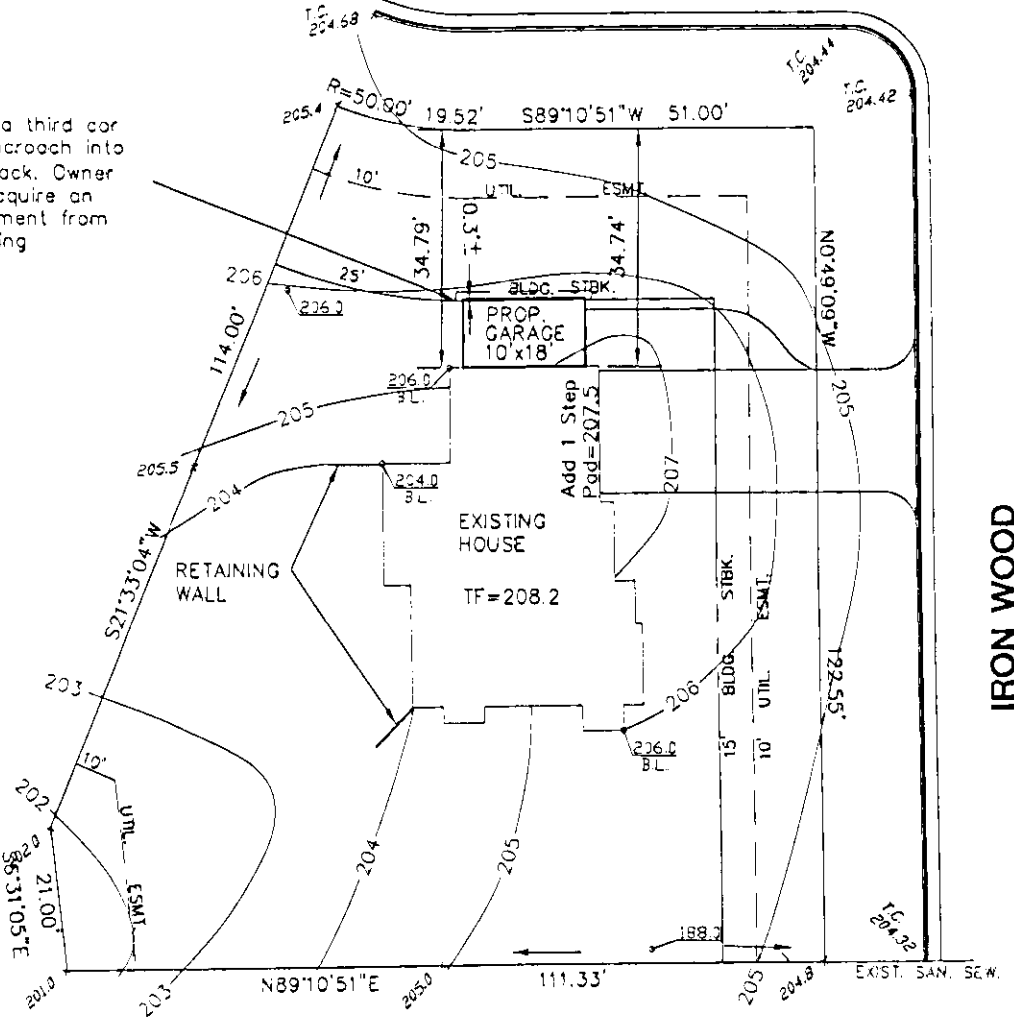 T.C.
204.68
T.C.
204.44
T.C.
204.42
R=50.00' 19.52' S89°10'51"W 51.00'
205.4
a third cor
croach into
ack. Owner
cquire an
ment from
ing
205
10' UTIL. ESMT.
34.79'
0.3'±
34.74'
N0°49'09"W
206
25'
BLDG. STBK.
206.0
PROP.
GARAGE
10'x18'
114.00'
206.0
B.L.
205
205
Add 1 Step
Pad=207.5
207
205.5
204
204.0
B.L.
EXISTING
HOUSE
TF=208.2
RETAINING
WALL
S21°33'04"W
15' BLDG. STBK.
10' UTIL. ESMT.
122.55'
IRON WOOD
203
206
206.0
B.L.
10'
UTIL. ESMT.
202
202.0
S6°31'05"E
21.00'
204
205
188.0
T.C.
204.32
201.0
203
N89°10'51"E
205.0
111.33'
205
204.8
EXIST. SAN. SEW.